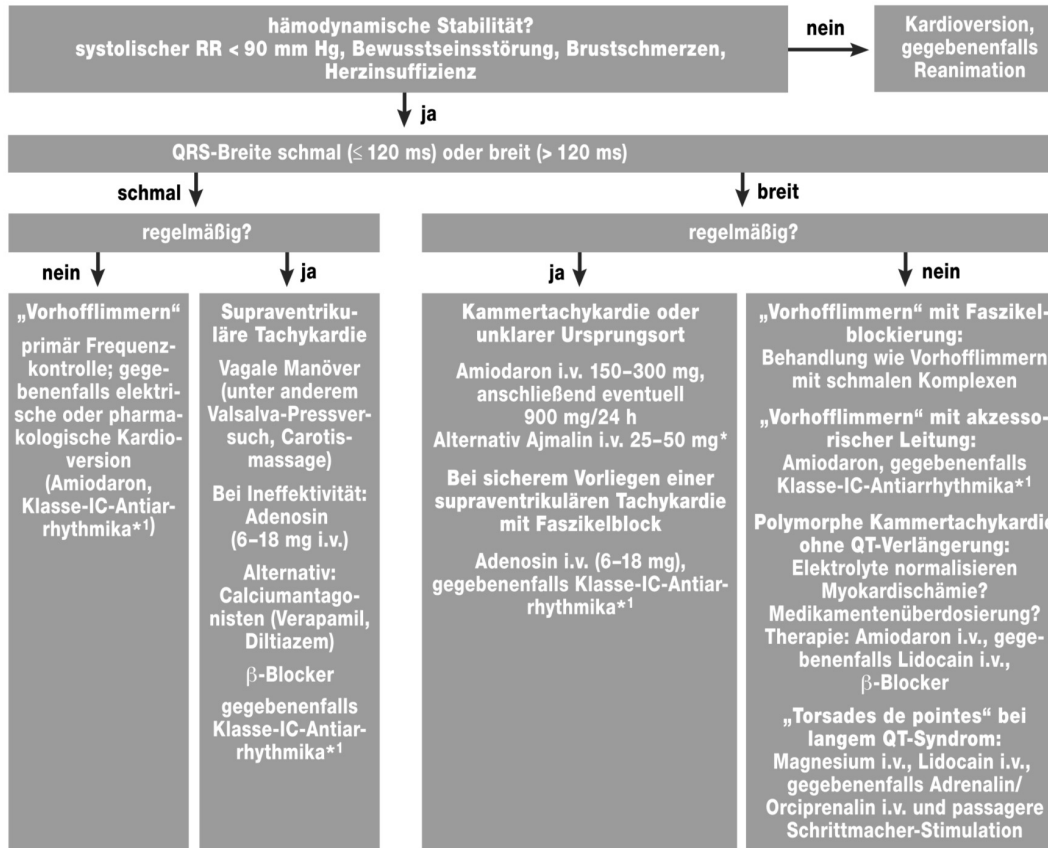 hämodynamische Stabilität?
systolischer RR < 90 mm Hg, Bewusstseinsstörung, Brustschmerzen,
Herzinsuffizienz
nein
Kardioversion,
gegebenenfalls
Reanimation
ja
QRS-Breite schmal (≤ 120 ms) oder breit (> 120 ms)
schmal
breit
regelmäßig?
regelmäßig?
nein
ja
ja
nein
„Vorhofflimmern“
primär Frequenz-
kontrolle; gege-
benenfalls elektri-
sche oder pharma-
kologische Kardio-
version
(Amiodaron,
Klasse-IC-Antiar-
rhythmika*¹)
Supraventriku-
läre Tachykardie
Vagale Manöver
(unter anderem
Valsalva-Pressver-
such, Carotis-
massage)
Bei Ineffektivität:
Adenosin
(6–18 mg i.v.)
Alternativ:
Calciumantago-
nisten (Verapamil,
Diltiazem)
β-Blocker
gegebenenfalls
Klasse-IC-Antiar-
rhythmika*¹
Kammertachykardie oder
unklarer Ursprungsort
Amiodaron i.v. 150–300 mg,
anschließend eventuell
900 mg/24 h
Alternativ Ajmalin i.v. 25–50 mg*
Bei sicherem Vorliegen einer
supraventrikulären Tachykardie
mit Faszikelblock
Adenosin i.v. (6–18 mg),
gegebenenfalls Klasse-IC-Antiar-
rhythmika*¹
„Vorhofflimmern“ mit Faszikel-
blockierung:
Behandlung wie Vorhofflimmern
mit schmalen Komplexen
„Vorhofflimmern“ mit akzesso-
rischer Leitung:
Amiodaron, gegebenenfalls
Klasse-IC-Antiarrhythmika*¹
Polymorphe Kammertachykardie
ohne QT-Verlängerung:
Elektrolyte normalisieren
Myokardischämie?
Medikamentenüberdosierung?
Therapie: Amiodaron i.v., gege-
benenfalls Lidocain i.v.,
β-Blocker
„Torsades de pointes“ bei
langem QT-Syndrom:
Magnesium i.v., Lidocain i.v.,
gegebenenfalls Adrenalin/
Orciprenalin i.v. und passagere
Schrittmacher-Stimulation